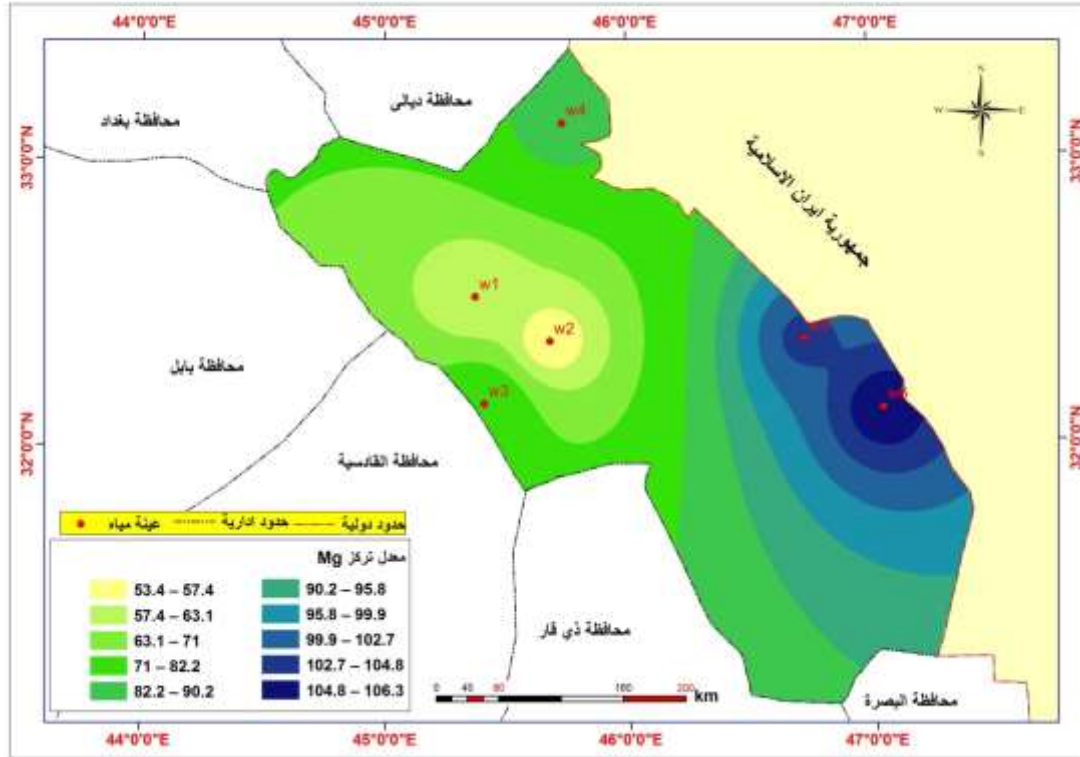 44°0'0"E 45°0'0"E 46°0'0"E 47°0'0"E
N
W E
S
محافظة ديالى
w4
محافظة بغداد
33°0'0"N
33°0'0"N
جمهورية ايران الاسلامية
w1
w2
محافظة بابل
w3
32°0'0"N
32°0'0"N
محافظة القادسية
حدود دولية حدود ادارية عينة مياه
معدل تركز Mg
53.4 – 57.4
57.4 – 63.1
63.1 – 71
71 – 82.2
82.2 – 90.2
90.2 – 95.8
95.8 – 99.9
99.9 – 102.7
102.7 – 104.8
104.8 – 106.3
محافظة ذي قار
0 40 80 160 200 km
محافظة البصرة
44°0'0"E 45°0'0"E 46°0'0"E 47°0'0"E